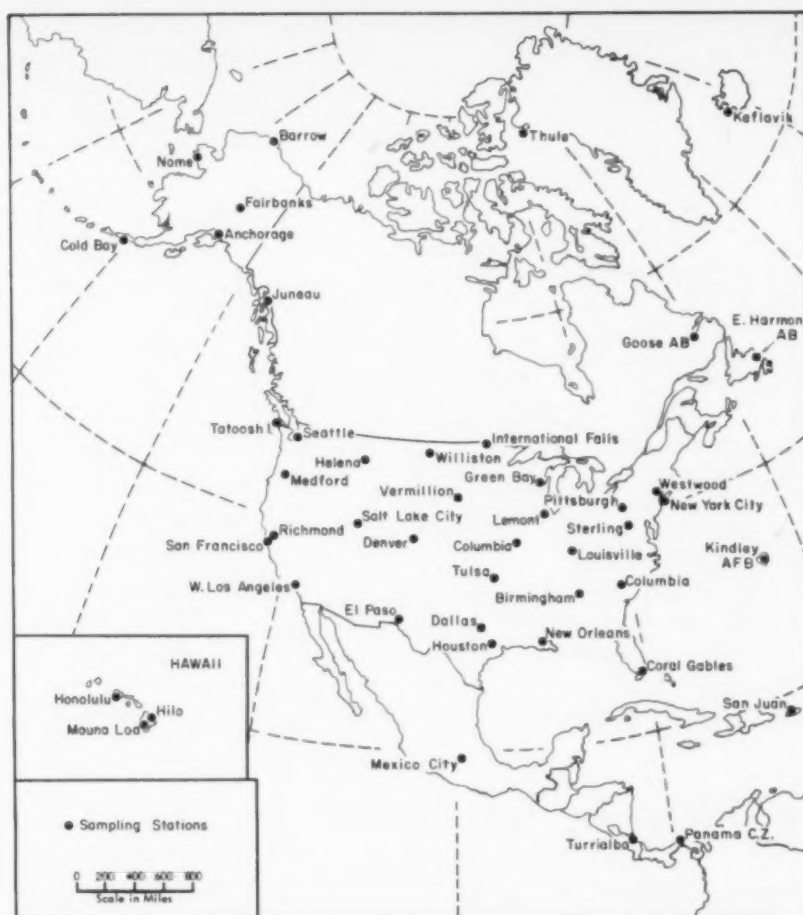 Barrow
Thule
Keflavik
Nome
Fairbanks
Anchorage
Cold Bay
Juneau
E. Harmon
AB
Goose AB
Tatoosh I.
Seattle
International Falls
Helena
Williston
Medford
Green Bay
Vermillion
Westwood
Pittsburgh
New York City
Salt Lake City
Lemont
Richmond
Sterling
San Francisco
Denver
Columbia
Louisville
Kindley
AFB
Tulsa
W. Los Angeles
Columbia
Birmingham
El Paso
Dallas
New Orleans
Houston
HAWAII
Coral Gables
Honolulu
Hilo
San Juan
Mauna Loa
Mexico City
Sampling Stations
Turrialba
Panama C.Z.
0 200 400 600 800
Scale in Miles